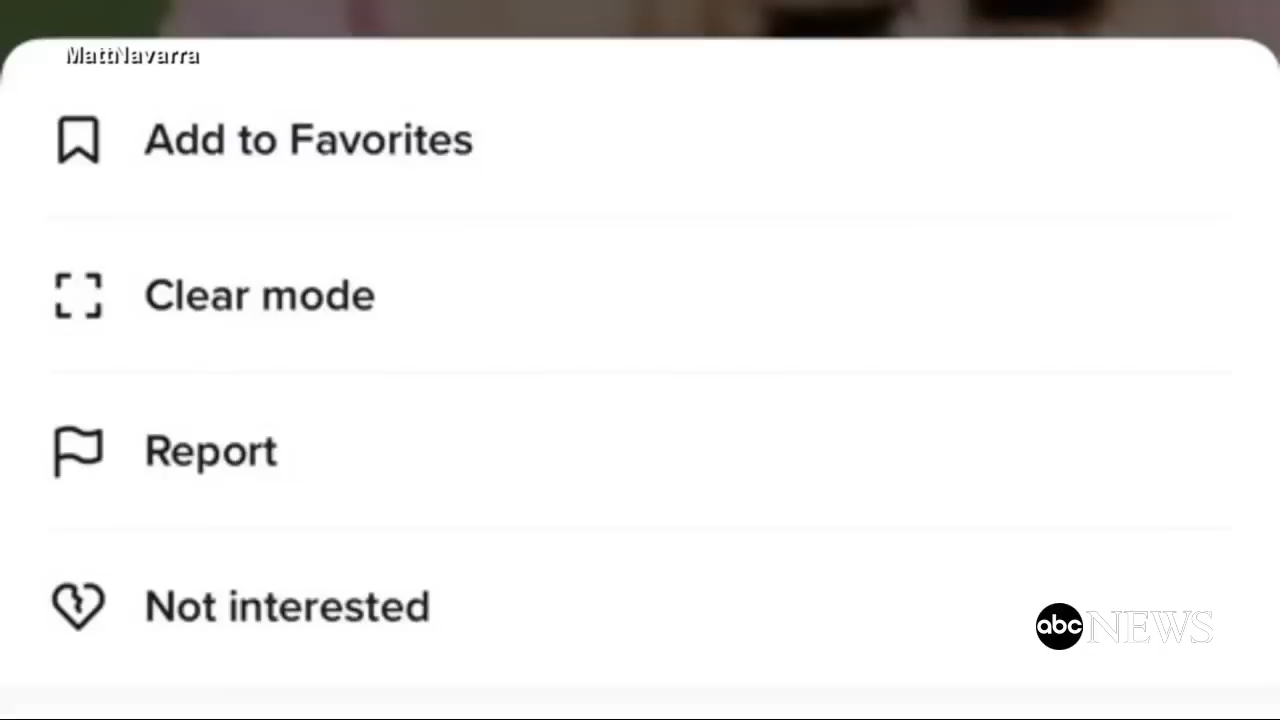 MattNavarra
Add to Favorites
Clear mode
Report
Not interested
abc NEWS